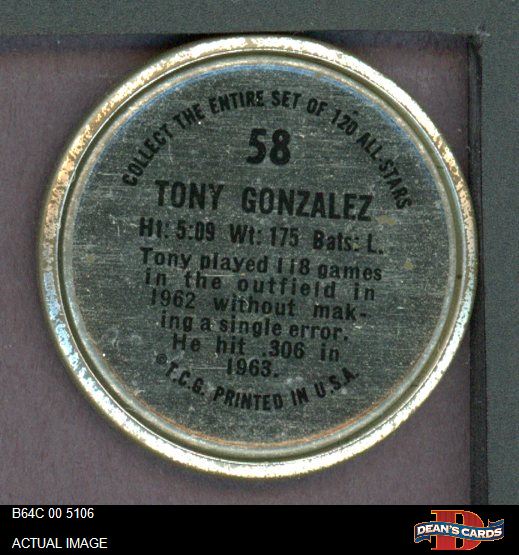 COLLECT THE ENTIRE SET OF 120 ALL-STARS
58
TONY GONZALEZ
Ht: 5:09 Wt: 175 Bats: L.
Tony played 118 games
in the outfield in
1962 without mak-
ing a single error.
He hit .306 in
1963.
©T.C.G. PRINTED IN U.S.A.
B64C 00 5106
ACTUAL IMAGE
D
DEAN'S CARDS